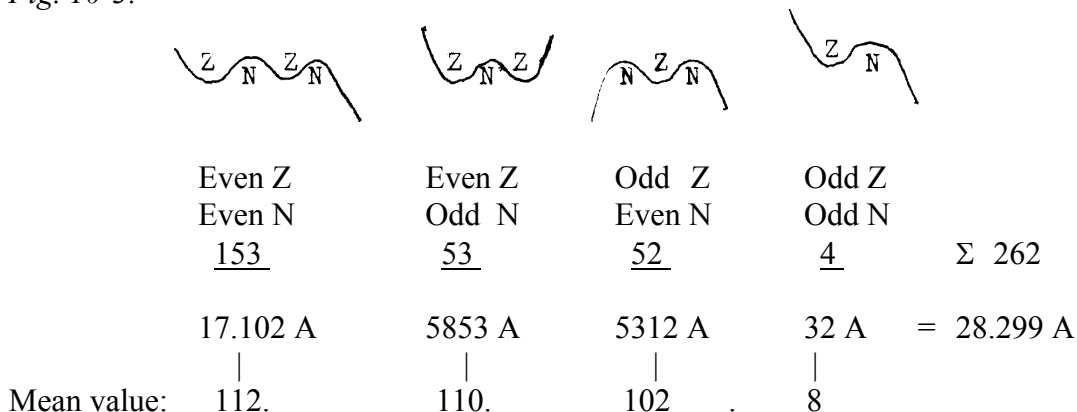 Fig. 10-5.
Z N Z N Z N Z N Z N Z N
Even Z Even Z Odd Z Odd Z
Even N Odd N Even N Odd N
153 53 52 4 Σ 262
17.102 A 5853 A 5312 A 32 A = 28.299 A
Mean value: 112. 110. 102 . 8